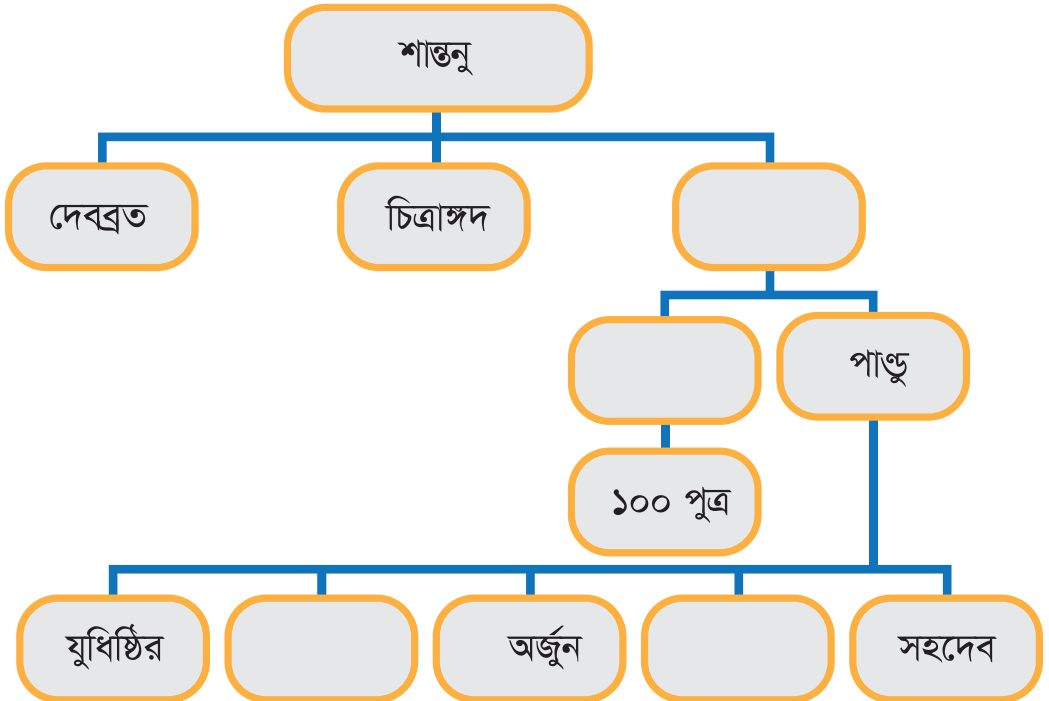 শান্তনু
দেবব্রত
চিত্রাঙ্গদ
পাণ্ডু
১০০ পুত্র
যুধিষ্ঠির
অর্জুন
সহদেব